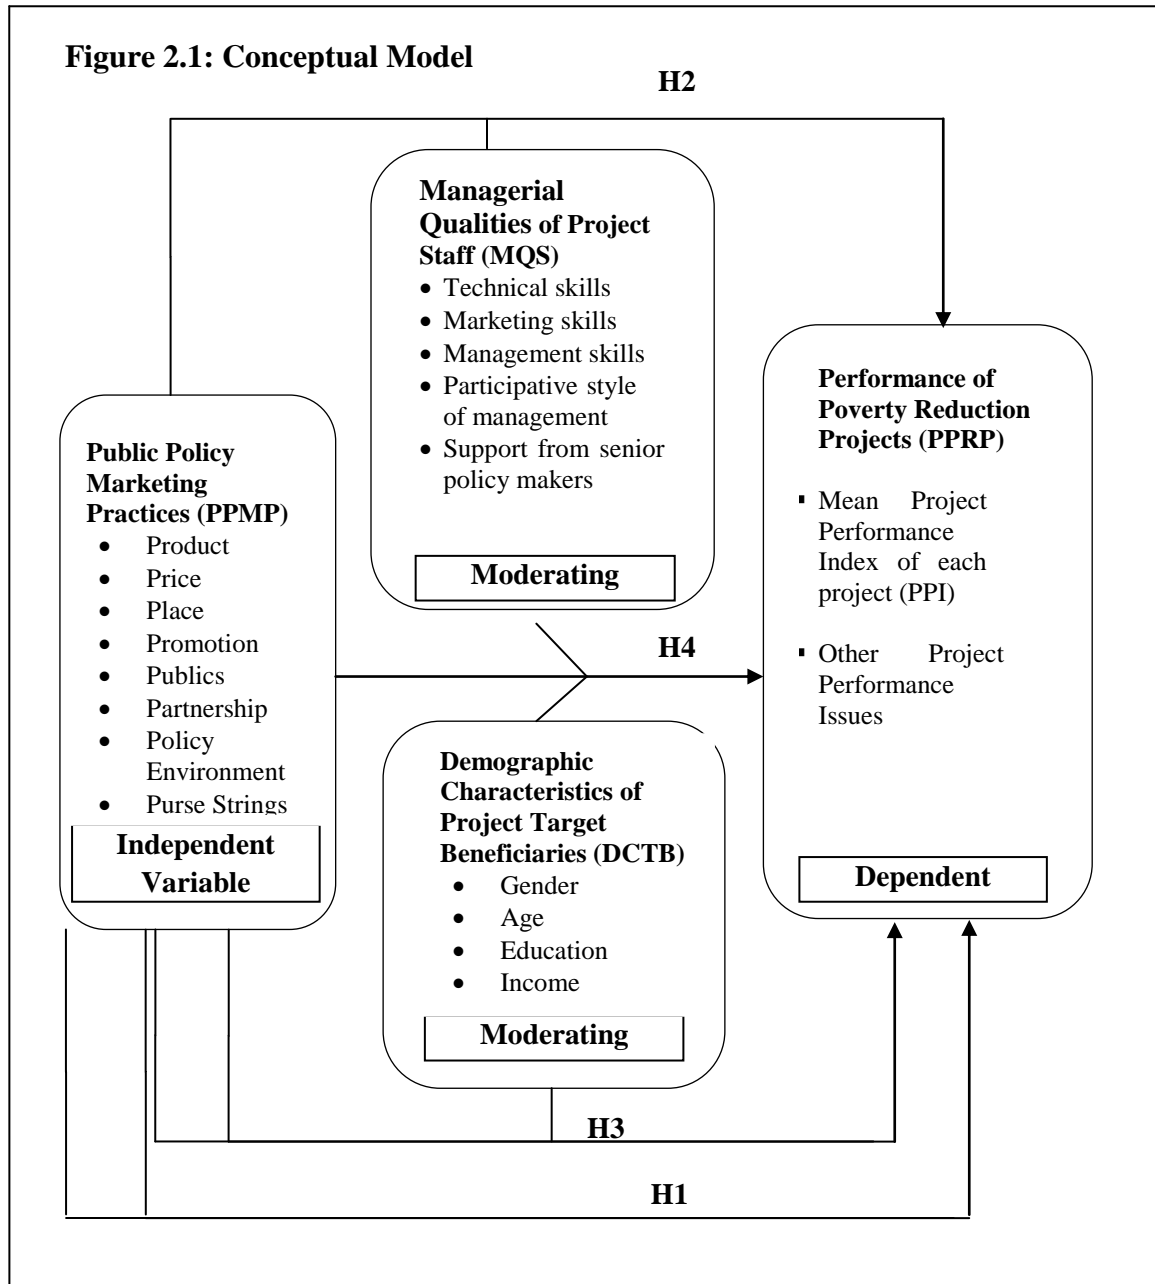 Figure 2.1: Conceptual Model
H2
Managerial
Qualities of Project
Staff (MQS)
• Technical skills
• Marketing skills
• Management skills
• Participative style
of management
• Support from senior
policy makers
Moderating
Public Policy
Marketing
Practices (PPMP)
• Product
• Price
• Place
• Promotion
• Publics
• Partnership
• Policy
Environment
• Purse Strings
Independent
Variable
H4
Performance of
Poverty Reduction
Projects (PPRP)
▪ Mean Project
Performance
Index of each
project (PPI)
▪ Other Project
Performance
Issues
Dependent
Demographic
Characteristics of
Project Target
Beneficiaries (DCTB)
• Gender
• Age
• Education
• Income
Moderating
H3
H1